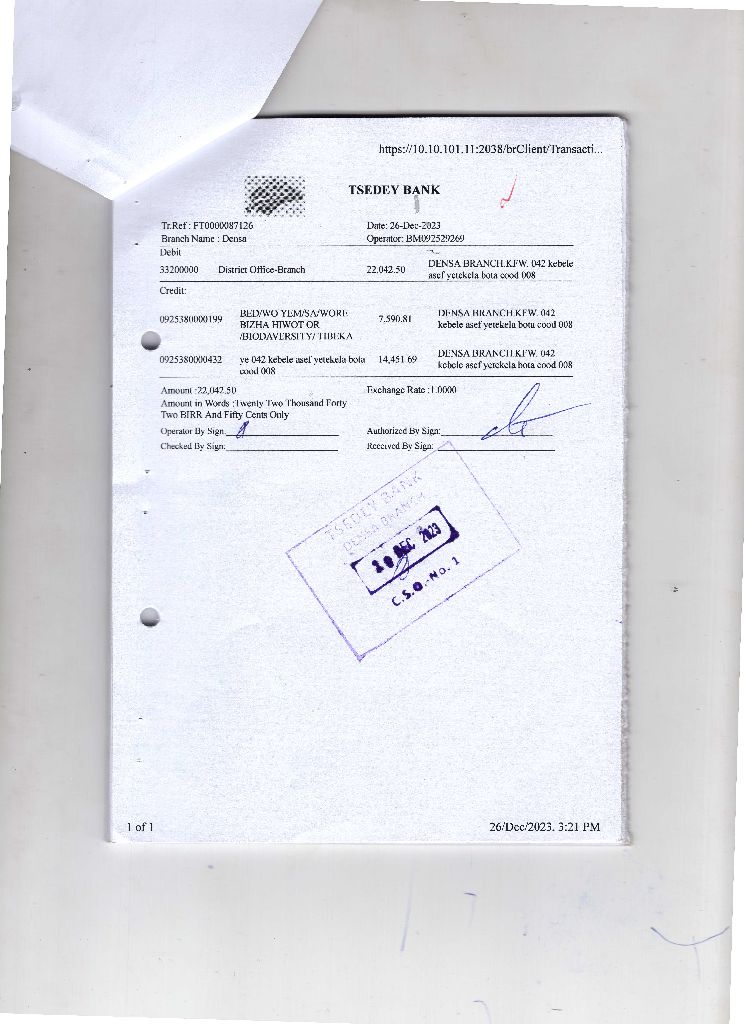 https://10.10.101.11:2038/brClient/Transacti...
TSEDEY BANK
Tr.Ref : FT0000087126 Date: 26-Dec-2023
Branch Name : Densa Operator: BM092529269
Debit
33200000 District Office-Branch 22,042.50 DENSA BRANCH.KFW. 042 kebele
asef yetekela bota cood 008
Credit:
0925380000199 BED/WO YEM/SA/WORE 7,590.81 DENSA BRANCH.KFW. 042
BIZHA HIWOT OR kebele asef yetekela bota cood 008
/BIODAVERSITY/ TIBEKA
0925380000432 ye 042 kebele asef yetekela bota 14,451.69 DENSA BRANCH.KFW. 042
cood 008 kebele asef yetekela bota cood 008
Amount :22,042.50 Exchange Rate :1.0000
Amount in Words :Twenty Two Thousand Forty
Two BIRR And Fifty Cents Only
Operator By Sign: Authorized By Sign:
Checked By Sign: Received By Sign:
TSEDEY BANK
DENSA BRANCH
DEC 2023
C.S.O.-No. 1
1 of 1 26/Dec/2023, 3:21 PM